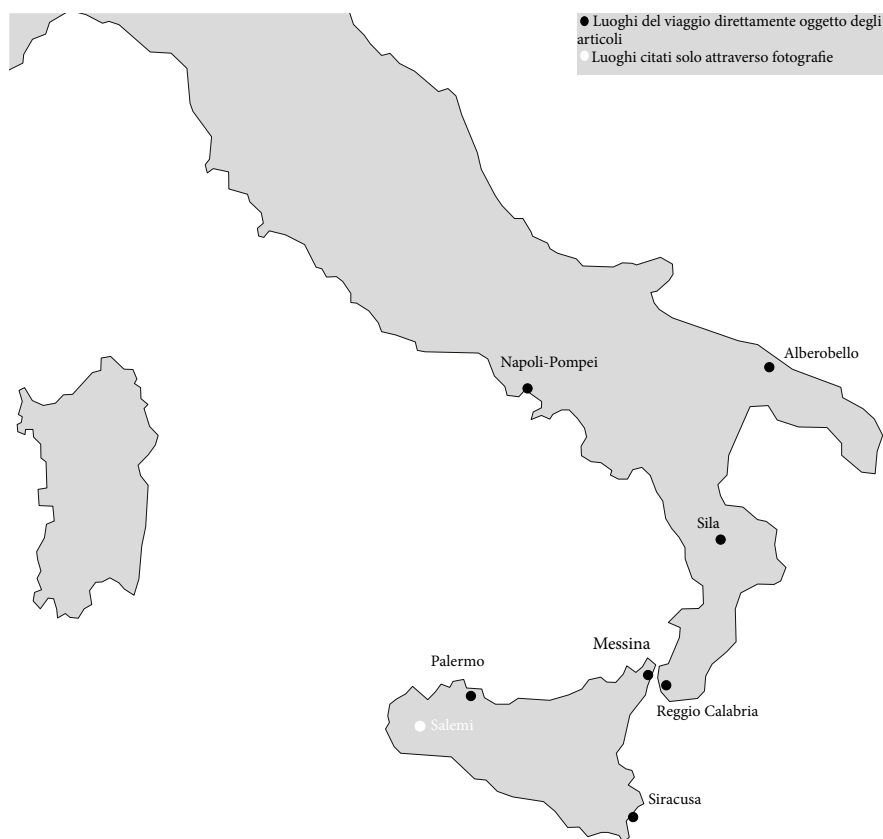 Luoghi del viaggio direttamente oggetto degli
articoli
Luoghi citati solo attraverso fotografie
Alberobello
Napoli-Pompei
Sila
Messina
Palermo
Reggio Calabria
Salemi
Siracusa